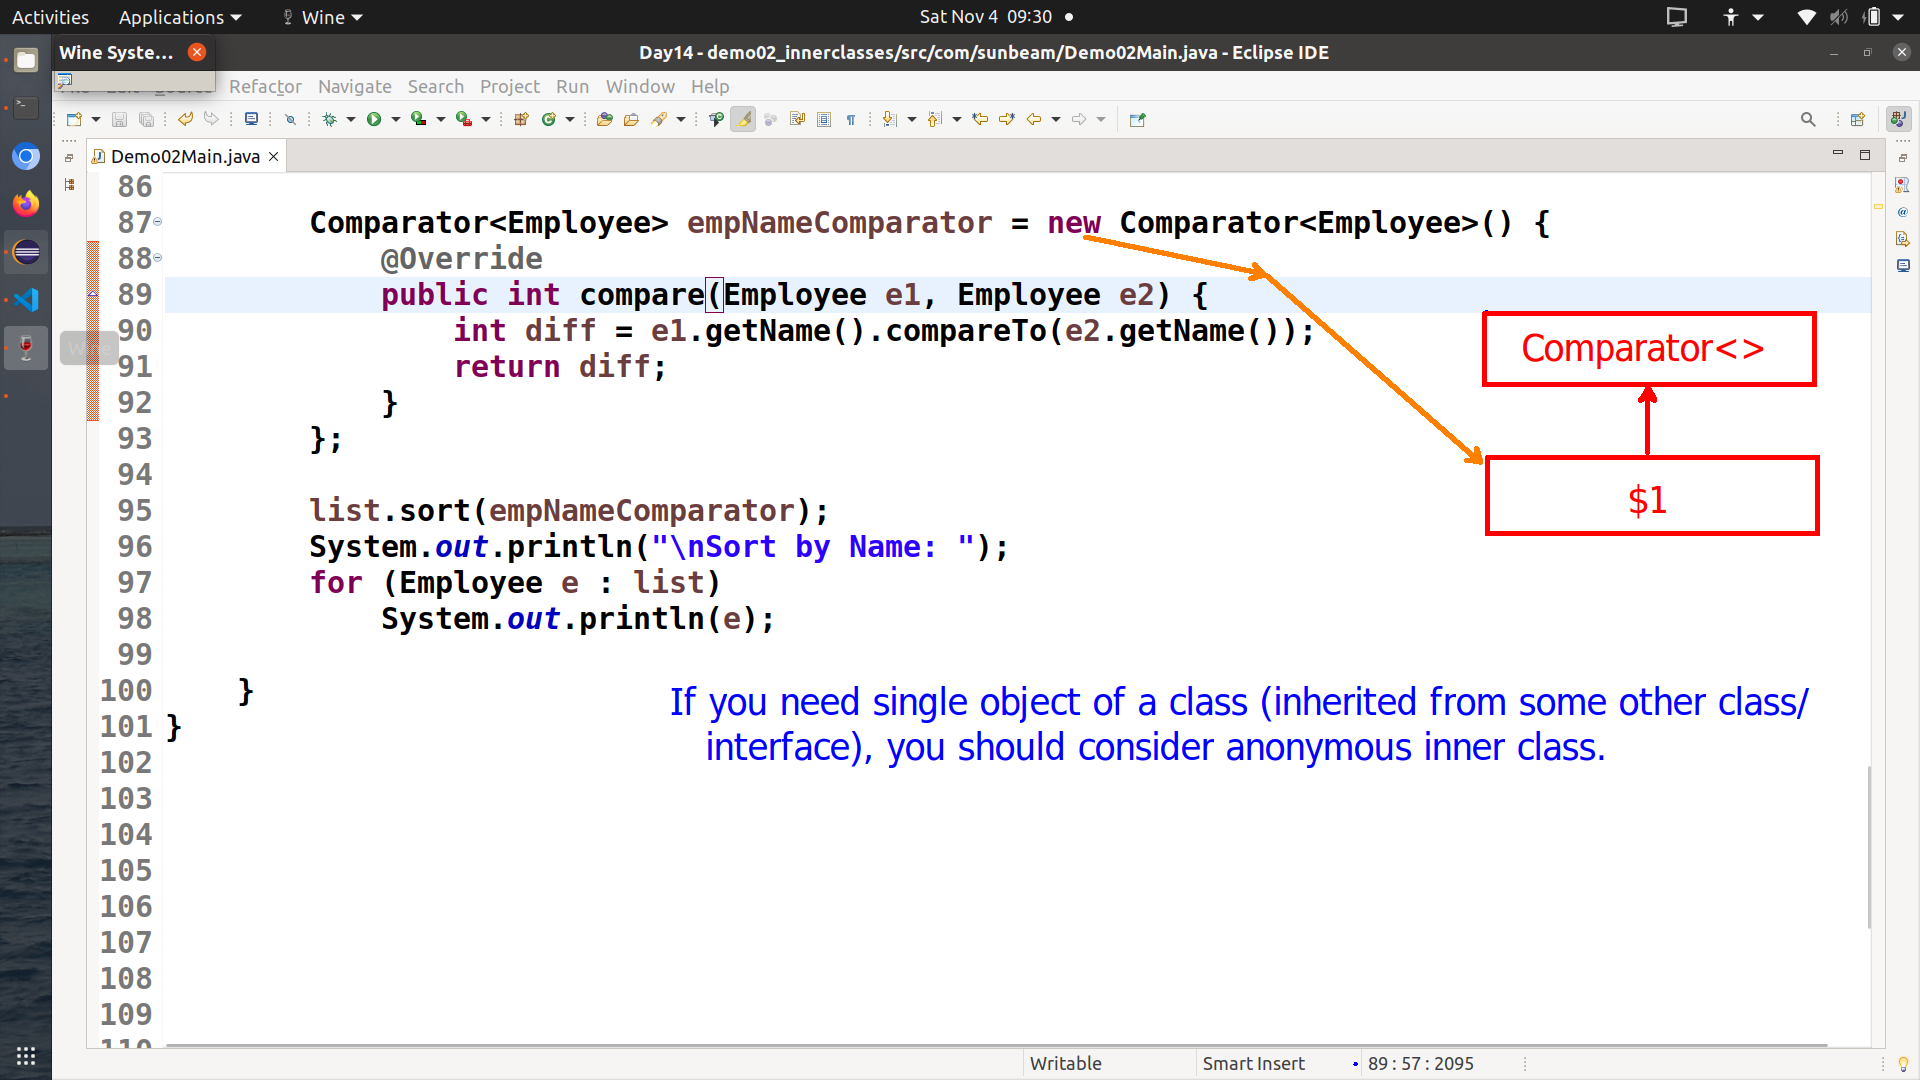 Activities Applications Wine Sat Nov 4 09:30
Wine Syste... Day14 - demo02_innerclasses/src/com/sunbeam/Demo02Main.java - Eclipse IDE
Refactor Navigate Search Project Run Window Help
Demo02Main.java
86
87 Comparator<Employee> empNameComparator = new Comparator<Employee>() {
88 @Override
89 public int compare(Employee e1, Employee e2) {
90 int diff = e1.getName().compareTo(e2.getName());
Comparator<>
Wine
91 return diff;
92 }
93 };
94
$1
95 list.sort(empNameComparator);
96 System.out.println("\nSort by Name: ");
97 for (Employee e : list)
98 System.out.println(e);
99
100 }
If you need single object of a class (inherited from some other class/
101 }
interface), you should consider anonymous inner class.
102
103
104
105
106
107
108
109
110
Writable Smart Insert 89 : 57 : 2095